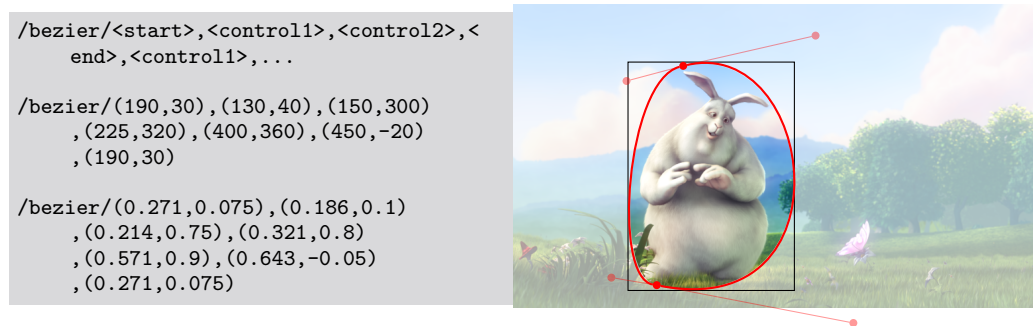 /bezier/<start>,<control1>,<control2>,<
end>,<control1>,...
/bezier/(190,30),(130,40),(150,300)
,(225,320),(400,360),(450,-20)
,(190,30)
/bezier/(0.271,0.075),(0.186,0.1)
,(0.214,0.75),(0.321,0.8)
,(0.571,0.9),(0.643,-0.05)
,(0.271,0.075)